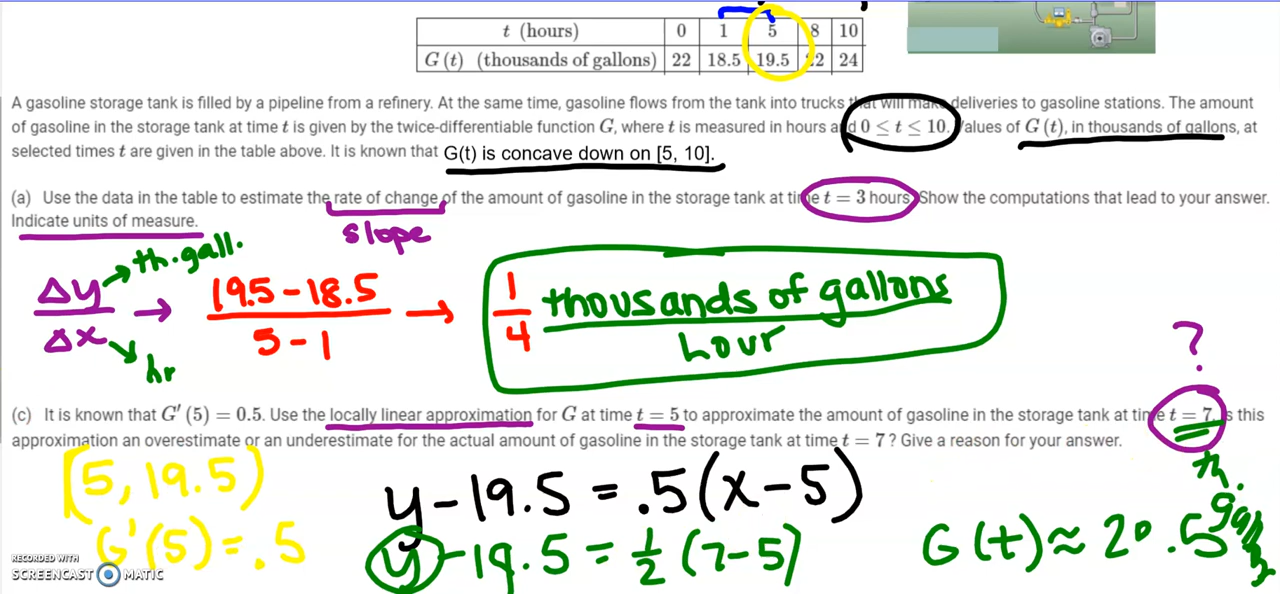 t (hours) 0 1 5 8 10
G (t) (thousands of gallons) 22 18.5 19.5 22 24
A gasoline storage tank is filled by a pipeline from a refinery. At the same time, gasoline flows from the tank into trucks that will make deliveries to gasoline stations. The amount
of gasoline in the storage tank at time t is given by the twice-differentiable function G, where t is measured in hours and 0 ≤ t ≤ 10. Values of G (t), in thousands of gallons, at
selected times t are given in the table above. It is known that G(t) is concave down on [5, 10].
(a) Use the data in the table to estimate the rate of change of the amount of gasoline in the storage tank at time t = 3 hours. Show the computations that lead to your answer.
Indicate units of measure.
slope
th. gall.
Δy/Δx → 19.5-18.5/5-1 → 1/4 thousands of gallons/Hour
hr
?
(c) It is known that G′ (5) = 0.5. Use the locally linear approximation for G at time t = 5 to approximate the amount of gasoline in the storage tank at time t = 7. Is this
approximation an overestimate or an underestimate for the actual amount of gasoline in the storage tank at time t = 7? Give a reason for your answer.
(5, 19.5)
y-19.5 = .5(x-5)
G'(5) = .5
y-19.5 = 1/2 (7-5)
G(t) ≈ 20.5
th.
RECORDED WITH
SCREENCAST MATIC